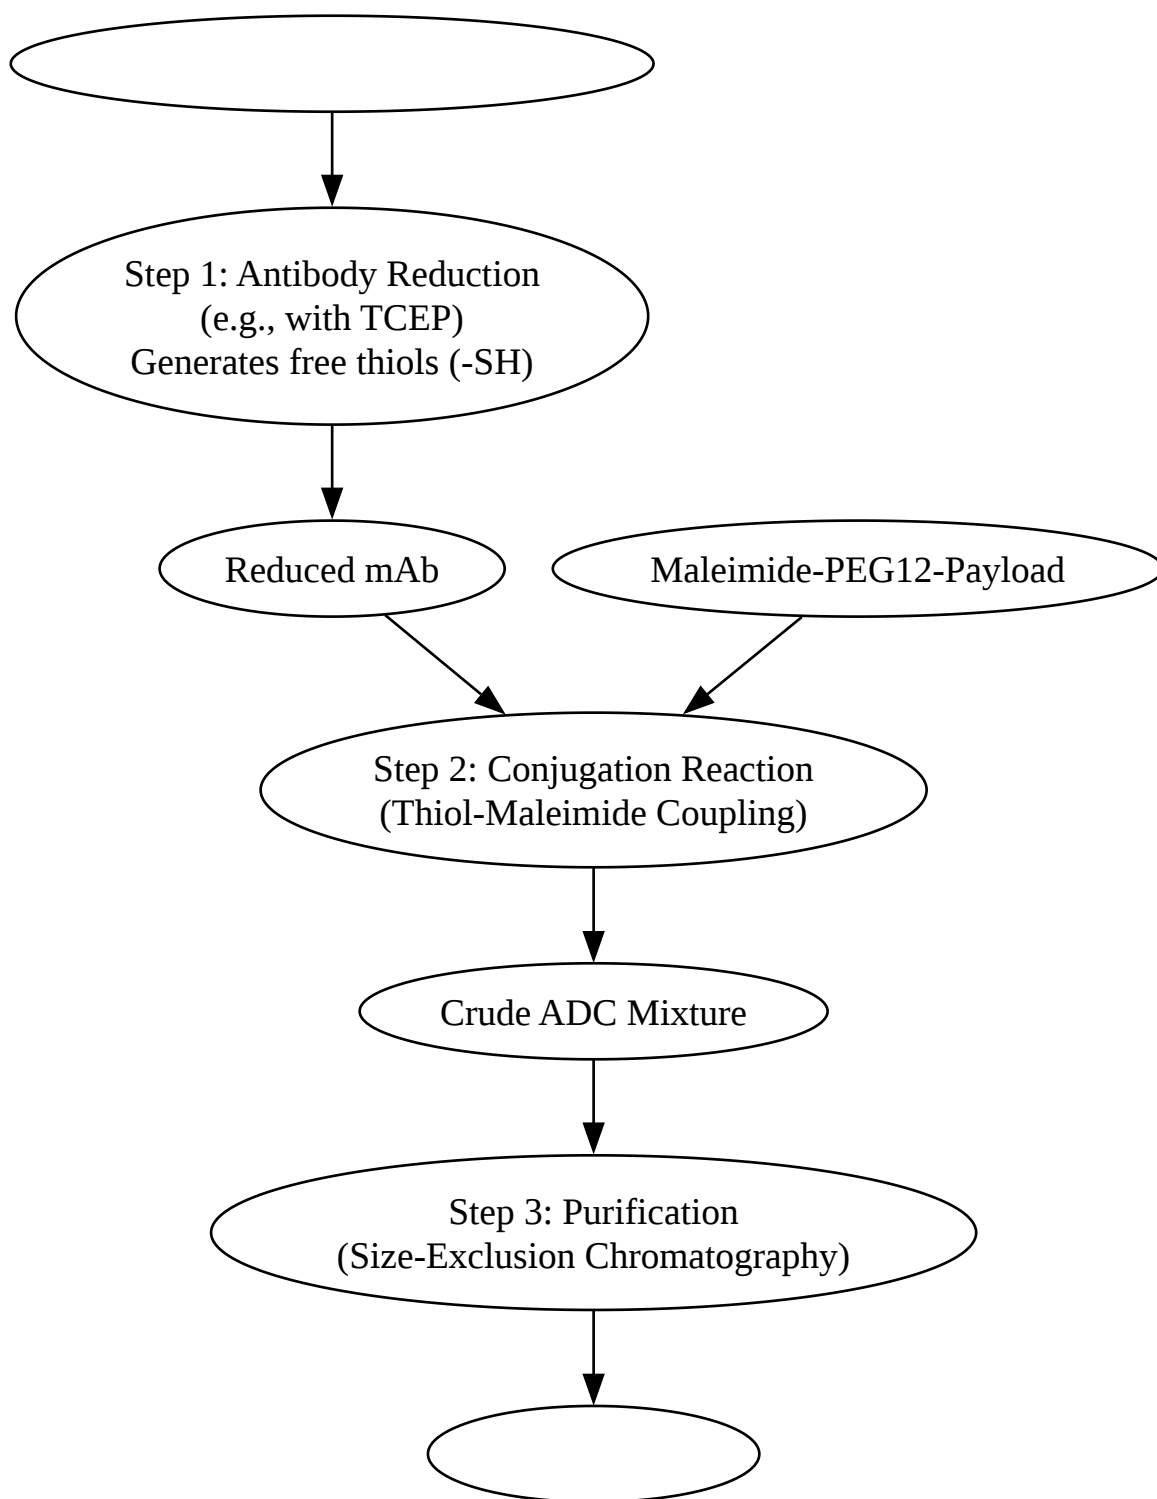 Step 1: Antibody Reduction
(e.g., with TCEP)
Generates free thiols (-SH)
Reduced mAb
Maleimide-PEG12-Payload
Step 2: Conjugation Reaction
(Thiol-Maleimide Coupling)
Crude ADC Mixture
Step 3: Purification
(Size-Exclusion Chromatography)